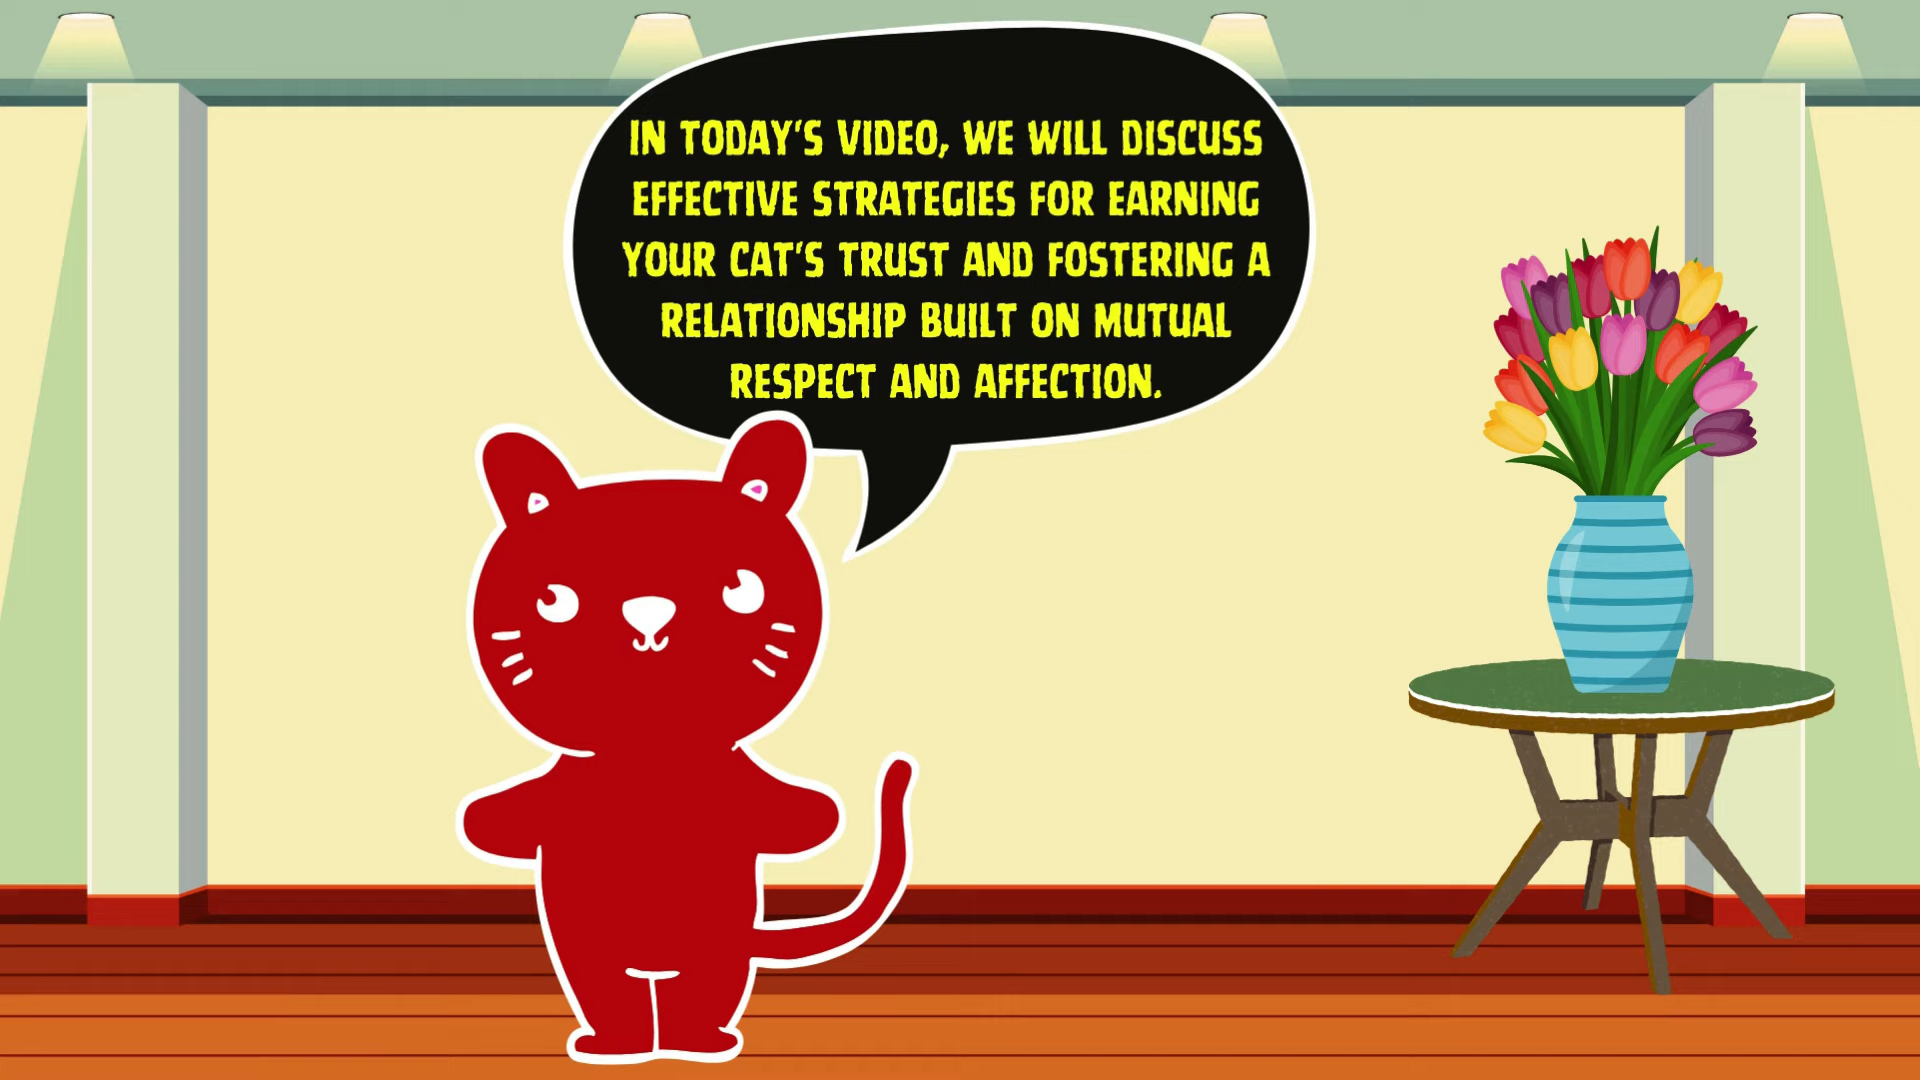 IN TODAY'S VIDEO, WE WILL DISCUSS
EFFECTIVE STRATEGIES FOR EARNING
YOUR CAT'S TRUST AND FOSTERING A
RELATIONSHIP BUILT ON MUTUAL
RESPECT AND AFFECTION.